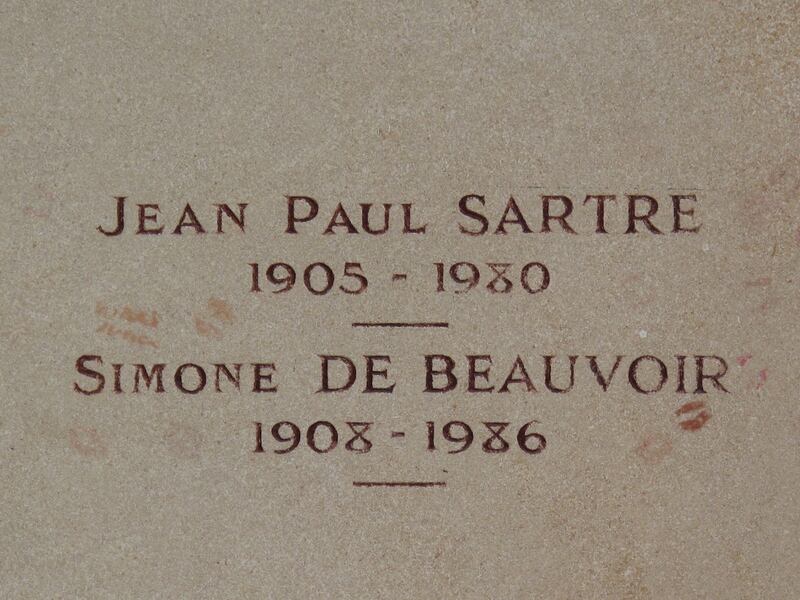 Jean Paul SARTRE
1905 - 1980
Simone DE BEAUVOIR
1908 - 1986